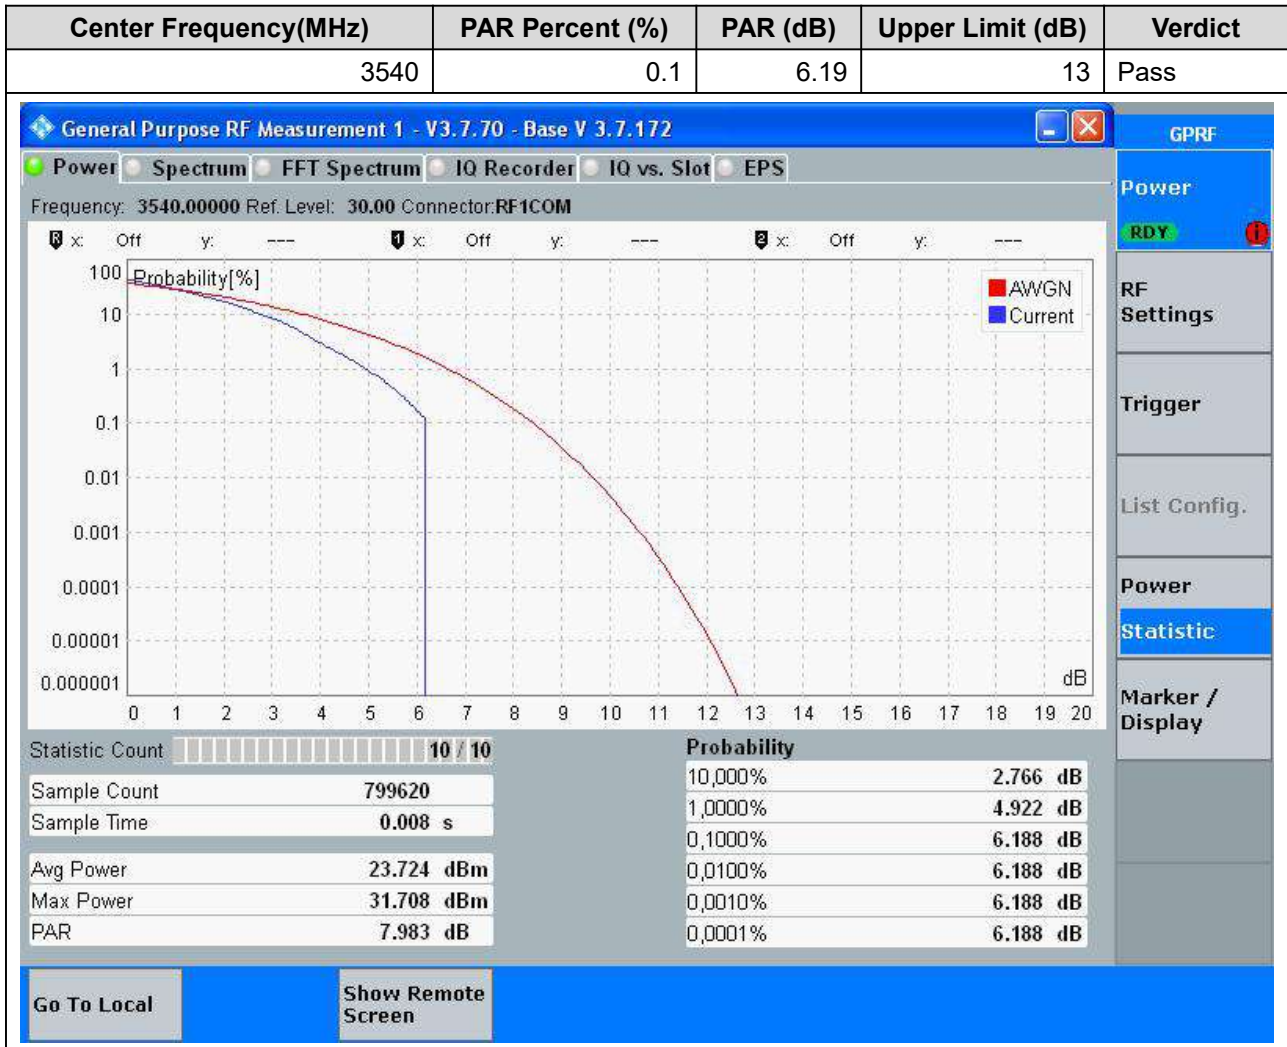 Center Frequency(MHz) PAR Percent (%) PAR (dB) Upper Limit (dB) Verdict
3540 0.1 6.19 13 Pass
General Purpose RF Measurement 1 - V3.7.70 - Base V 3.7.172
GPRF
Power Spectrum FFT Spectrum IQ Recorder IQ vs. Slot EPS
Frequency: 3540.00000 Ref. Level: 30.00 Connector:RF1COM
R x: Off y: --- 1 x: Off y: --- 2 x: Off y: ---
Probability[%]
AWGN
Current
100
10
1
0.1
0.01
0.001
0.0001
0.00001
0.000001
dB
0 1 2 3 4 5 6 7 8 9 10 11 12 13 14 15 16 17 18 19 20
Statistic Count 10 / 10
Sample Count 799620
Sample Time 0.008 s
Avg Power 23.724 dBm
Max Power 31.708 dBm
PAR 7.983 dB
Probability
10,000% 2.766 dB
1,0000% 4.922 dB
0,1000% 6.188 dB
0,0100% 6.188 dB
0,0010% 6.188 dB
0,0001% 6.188 dB
Power
RDY
RF
Settings
Trigger
List Config.
Power
Statistic
Marker /
Display
Go To Local
Show Remote
Screen